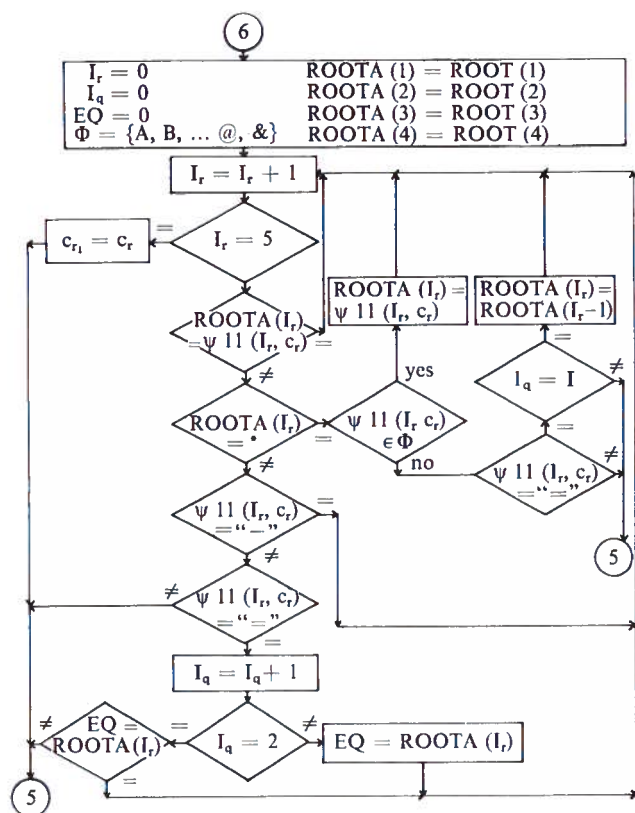 6
I_r = 0 ROOTA (1) = ROOT (1)
I_q = 0 ROOTA (2) = ROOT (2)
EQ = 0 ROOTA (3) = ROOT (3)
Φ = {A, B, ... @, &} ROOTA (4) = ROOT (4)
I_r = I_r + 1
=
c_r₁ = c_r
I_r = 5
ROOTA (I_r) =
ψ 11 (I_r, c_r)
ROOTA (I_r) =
ROOTA (I_r–1)
ROOTA (I_r)
= ψ 11 (I_r, c_r) =
≠
yes
=
I_q = I
≠
ROOTA (I_r)
= •
=
ψ 11 (I_r c_r)
∈ Φ
no
=
≠
ψ 11 (I_r, c_r)
= “=”
≠
ψ 11 (I_r, c_r)
= “–”
=
5
≠
≠
ψ 11 (I_r, c_r)
= “=”
=
I_q = I_q + 1
≠
EQ =
ROOTA (I_r)
=
I_q = 2
≠
EQ = ROOTA (I_r)
=
5